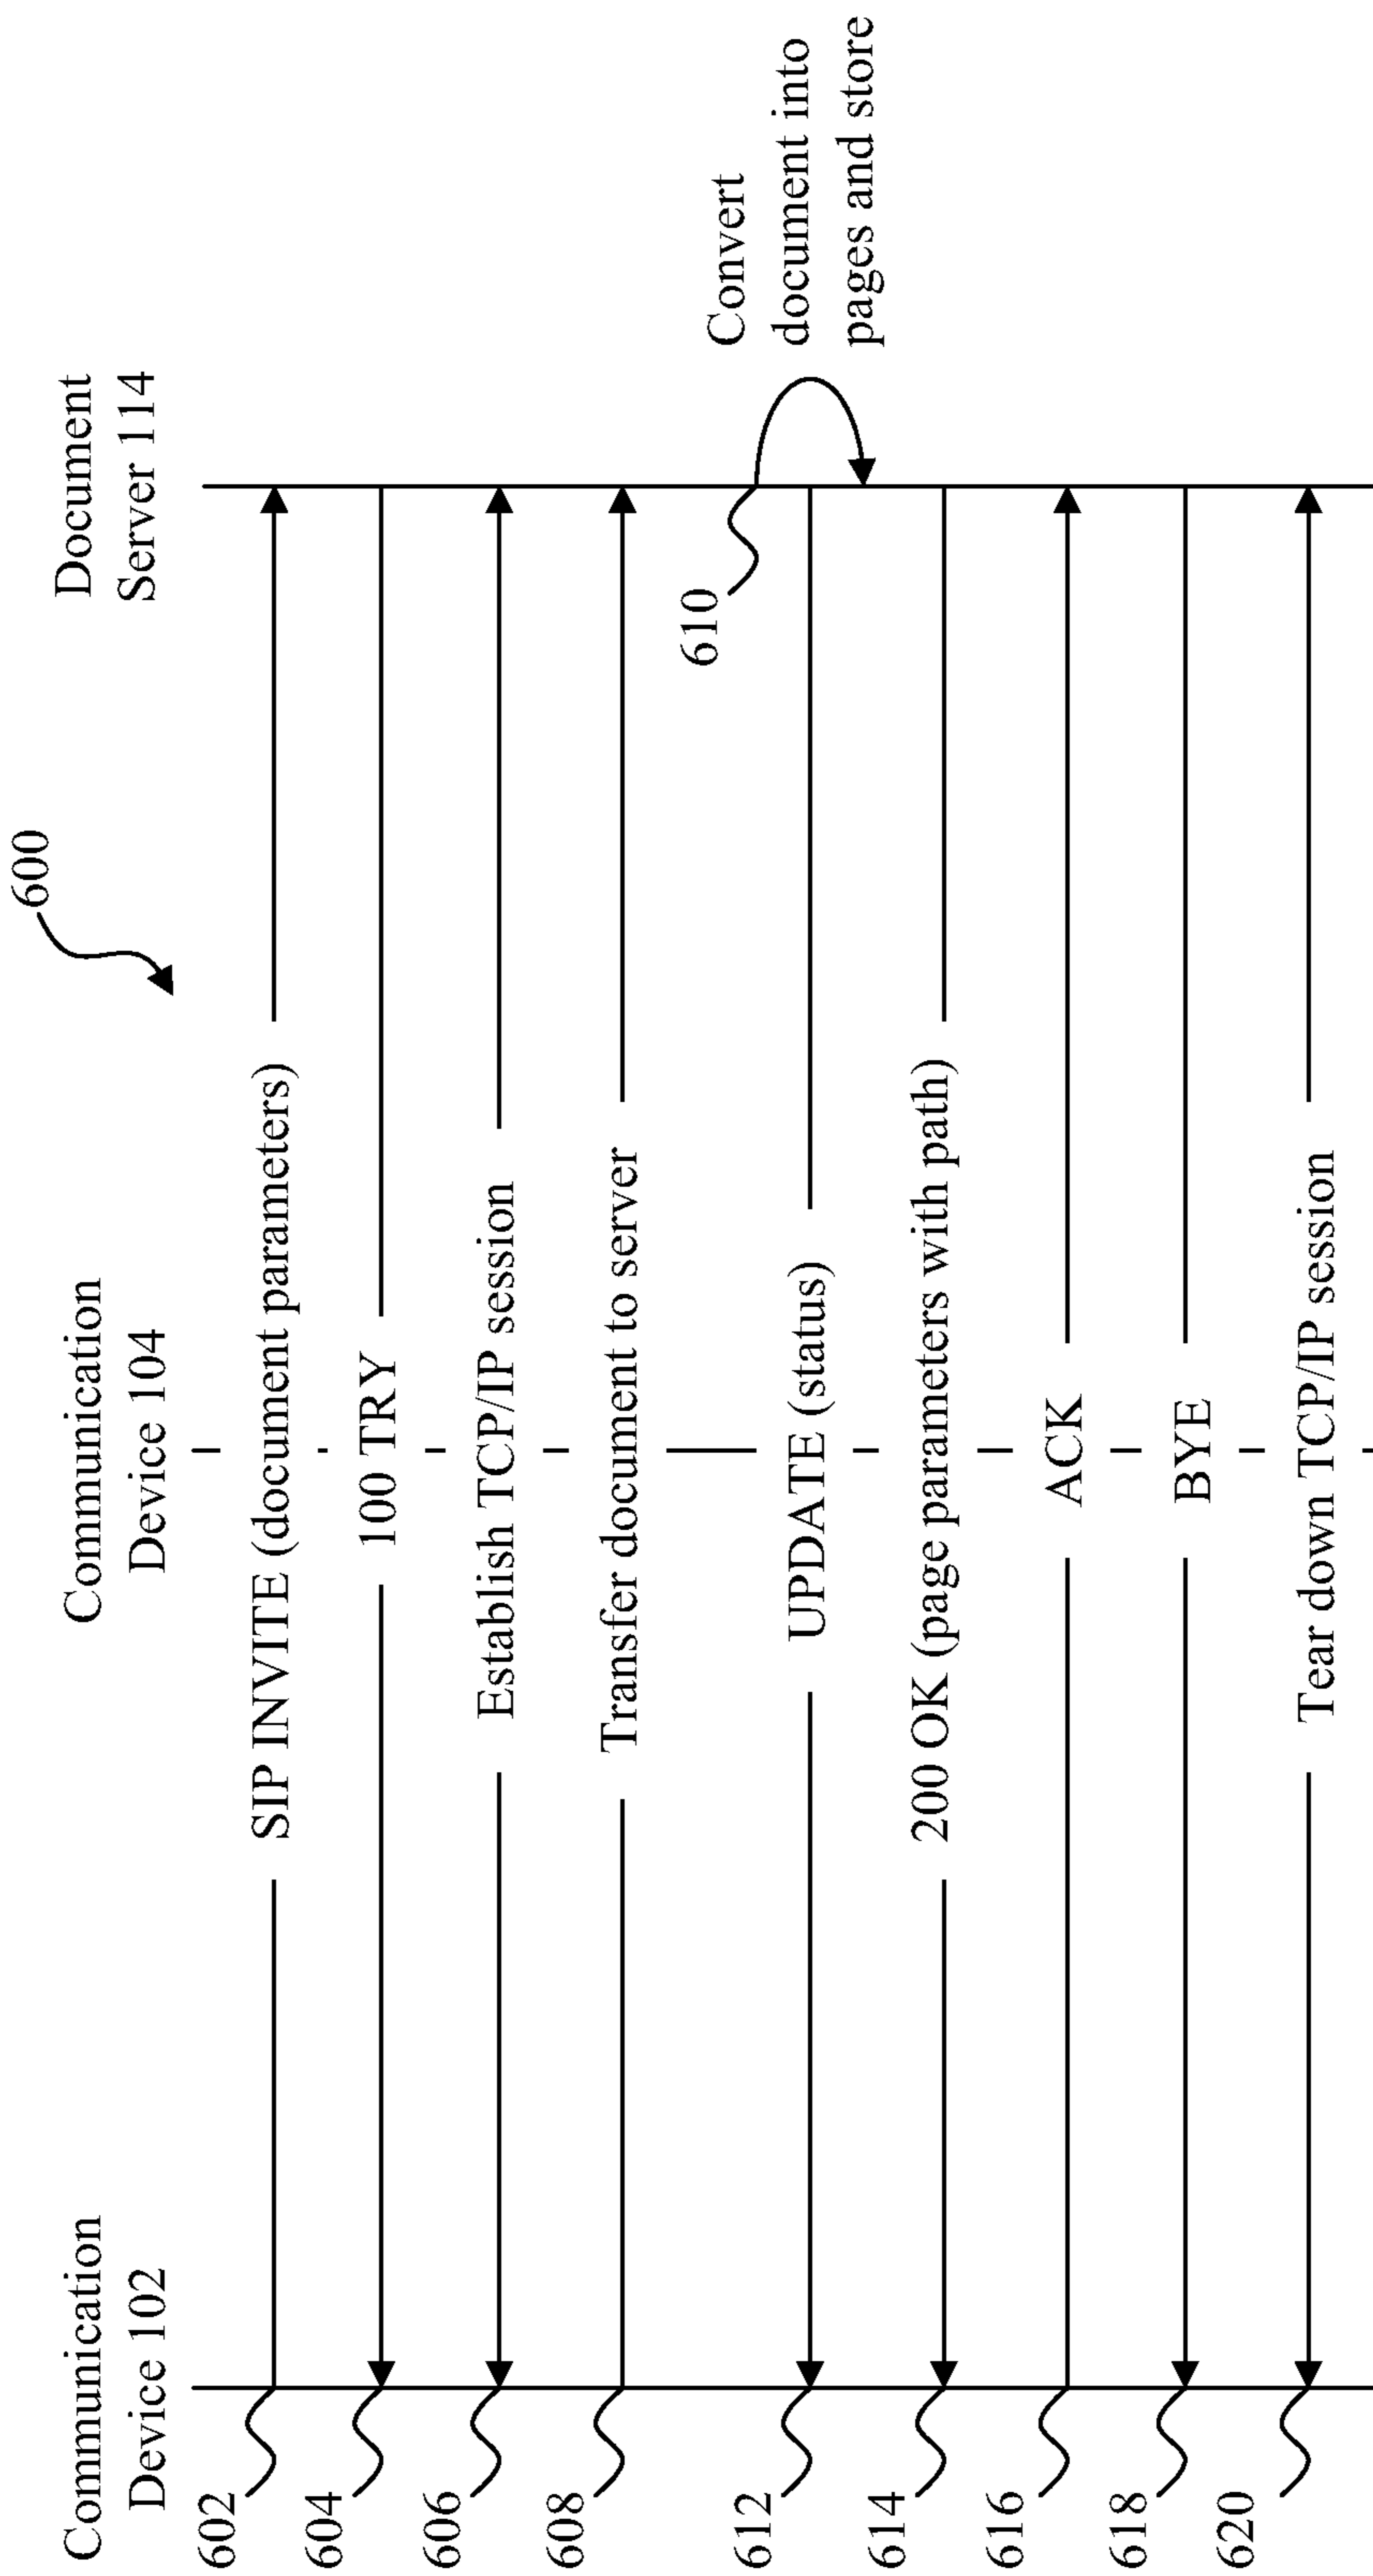 600
Communication
Device 102
Communication
Device 104
Document
Server 114
602
SIP INVITE (document parameters)
604
100 TRY
606
Establish TCP/IP session
608
Transfer document to server
610
Convert
document into
pages and store
612
UPDATE (status)
614
200 OK (page parameters with path)
616
ACK
618
BYE
620
Tear down TCP/IP session